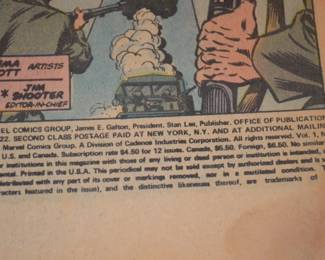 MA
OTT ARTISTS
* JIM
SHOOTER
EDITOR-IN-CHIEF
EL COMICS GROUP, James E. Galton, President. Stan Lee, Publisher. OFFICE OF PUBLICATION
22. SECOND CLASS POSTAGE PAID AT NEW YORK, N.Y. AND AT ADDITIONAL MAILING
Marvel Comics Group. A Division of Cadence Industries Corporation. All rights reserved. Vol. 1,
U.S. and Canada. Subscription rate $4.50 for 12 issues. Canada, $6.50. Foreign, $6.50. No similar
stitutions in this magazine with those of any living or dead person or institution is intended,
ental. Printed in the U.S.A. This periodical may not be sold except by authorized dealers and is
distributed with any part of its cover or markings removed, nor in a mutilated condition.
racters featured in the issue), and the distinctive likenesses thereof, are trademarks of